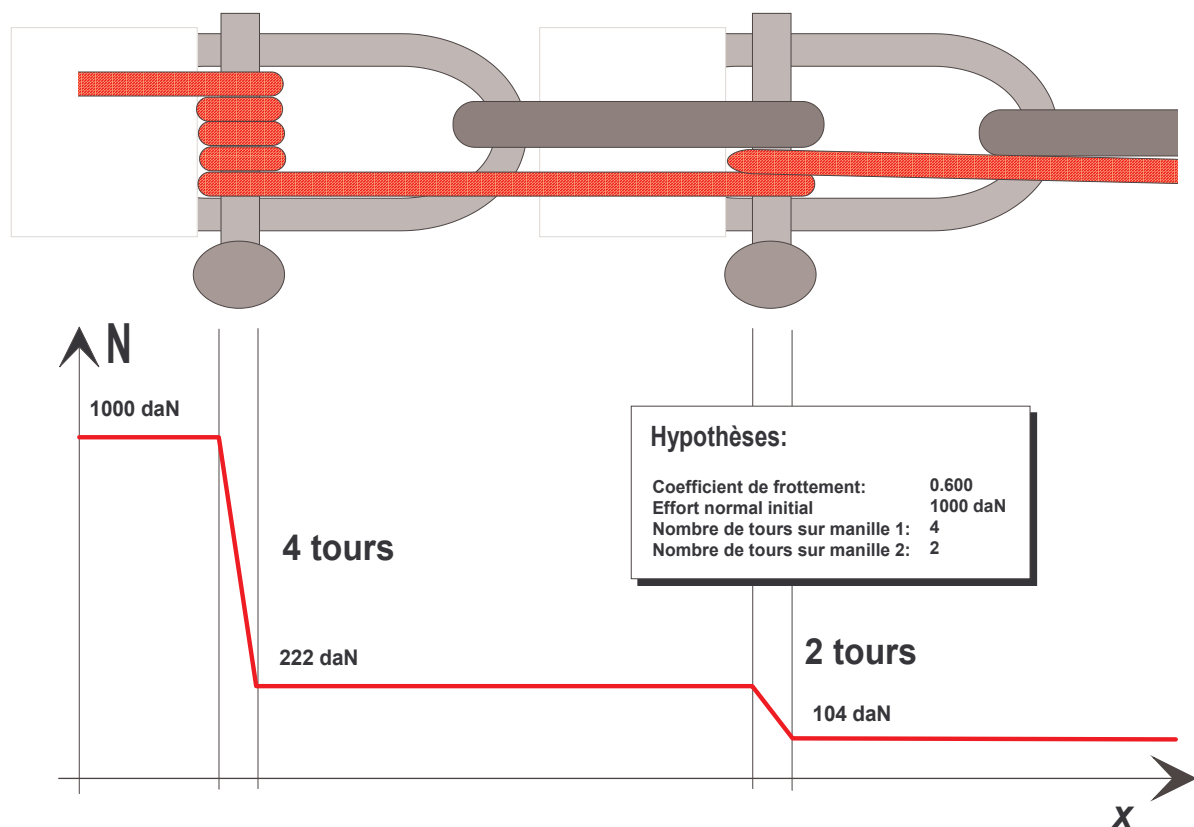 N
1000 daN
Hypothèses:
Coefficient de frottement: 0.600
Effort normal initial 1000 daN
Nombre de tours sur manille 1: 4
Nombre de tours sur manille 2: 2
4 tours
222 daN
2 tours
104 daN
x